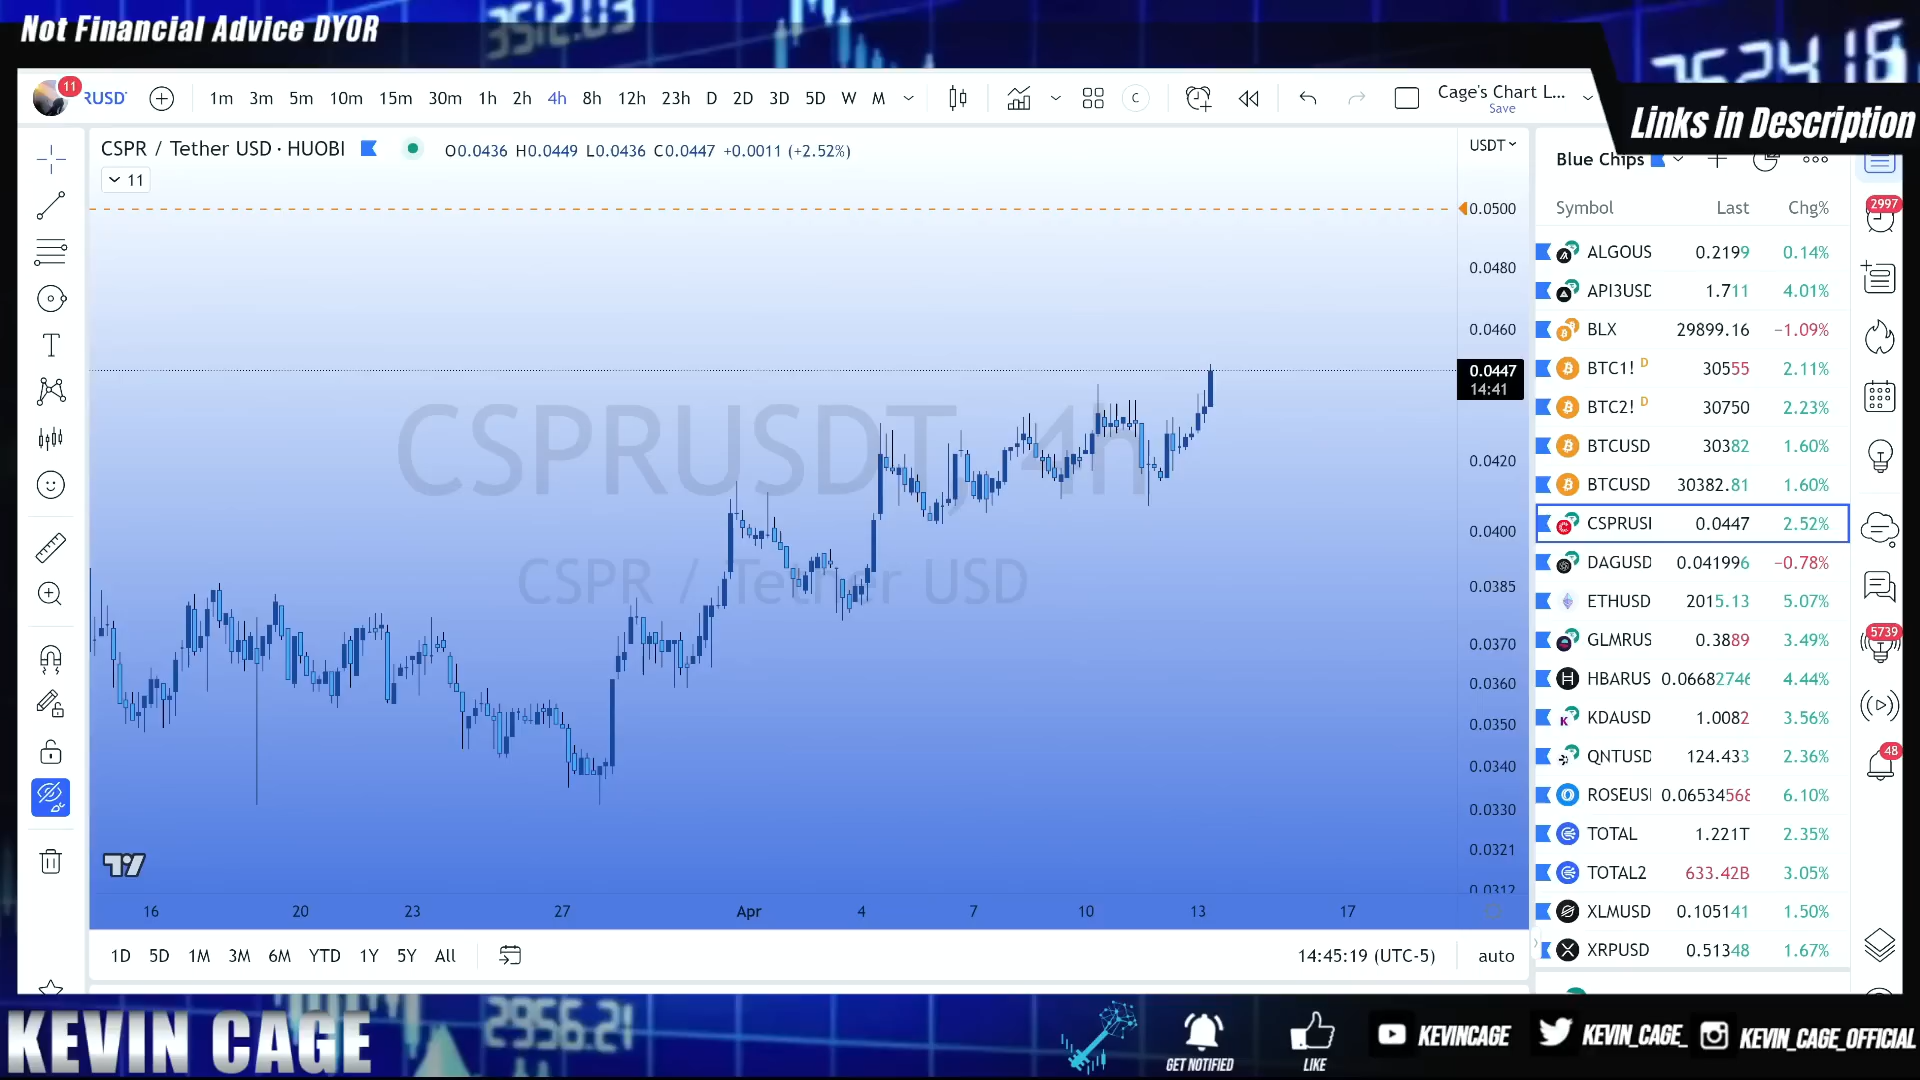 Not Financial Advice DYOR
3512.03
Links in Description
11
RUSD
1m 3m 5m 10m 15m 30m 1h 2h 4h 8h 12h 23h D 2D 3D 5D W M
C
Cage's Chart L...
Save
CSPR / Tether USD · HUOBI
O0.0436 H0.0449 L0.0436 C0.0447 +0.0011 (+2.52%)
11
CSPRUSDT, 4h
CSPR / Tether USD
USDT
0.0500
0.0480
0.0460
0.0447
14:41
0.0420
0.0400
0.0385
0.0370
0.0360
0.0350
0.0340
0.0330
0.0321
0.0312
16 20 23 27 Apr 4 7 10 13 17
1D 5D 1M 3M 6M YTD 1Y 5Y All
14:45:19 (UTC-5)
auto
Blue Chips
Symbol Last Chg%
ALGOUS 0.2199 0.14%
API3USD 1.711 4.01%
BLX 29899.16 −1.09%
BTC1! D 30555 2.11%
BTC2! D 30750 2.23%
BTCUSD 30382 1.60%
BTCUSD 30382.81 1.60%
CSPRUSI 0.0447 2.52%
DAGUSD 0.041996 −0.78%
ETHUSD 2015.13 5.07%
GLMRUS 0.3889 3.49%
HBARUS 0.06682746 4.44%
KDAUSD 1.0082 3.56%
QNTUSD 124.433 2.36%
ROSEUSI 0.06534568 6.10%
TOTAL 1.221T 2.35%
TOTAL2 633.42B 3.05%
XLMUSD 0.105141 1.50%
XRPUSD 0.51348 1.67%
2997
5739
48
KEVIN CAGE
2956.21
GET NOTIFIED
LIKE
KEVINCAGE
KEVIN_CAGE_
KEVIN_CAGE_OFFICIAL